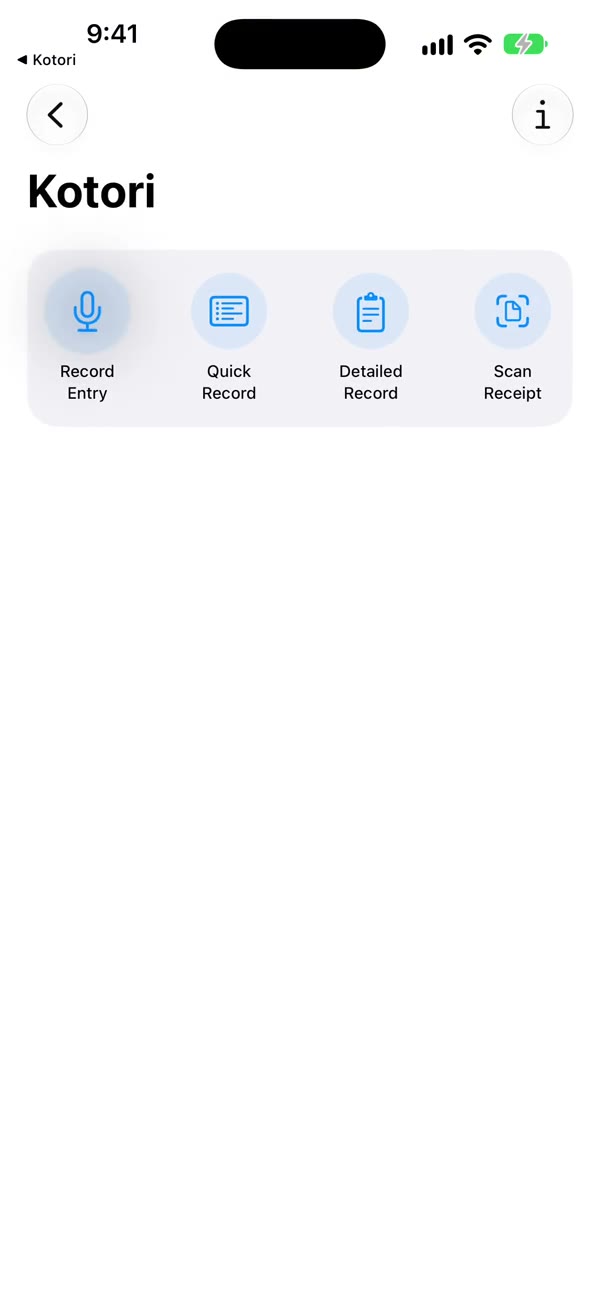 9:41
◀ Kotori
Kotori
Record
Entry
Quick
Record
Detailed
Record
Scan
Receipt